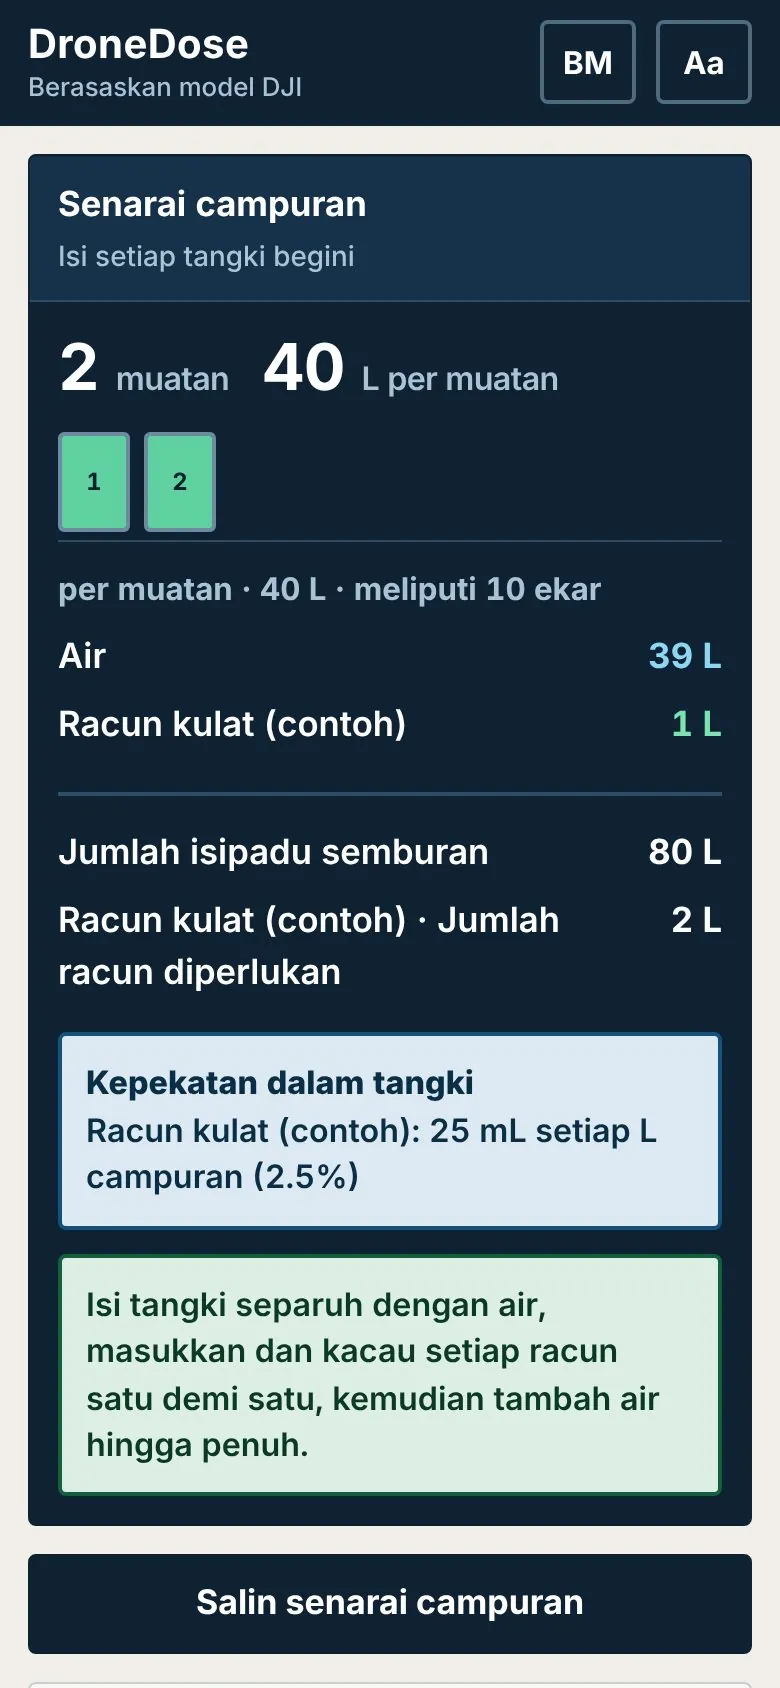 DroneDose
Berasaskan model DJI
BM
Aa
Senarai campuran
Isi setiap tangki begini
2 muatan 40 L per muatan
1 2
per muatan · 40 L · meliputi 10 ekar
Air 39 L
Racun kulat (contoh) 1 L
Jumlah isipadu semburan 80 L
Racun kulat (contoh) · Jumlah 2 L
racun diperlukan
Kepekatan dalam tangki
Racun kulat (contoh): 25 mL setiap L
campuran (2.5%)
Isi tangki separuh dengan air,
masukkan dan kacau setiap racun
satu demi satu, kemudian tambah air
hingga penuh.
Salin senarai campuran